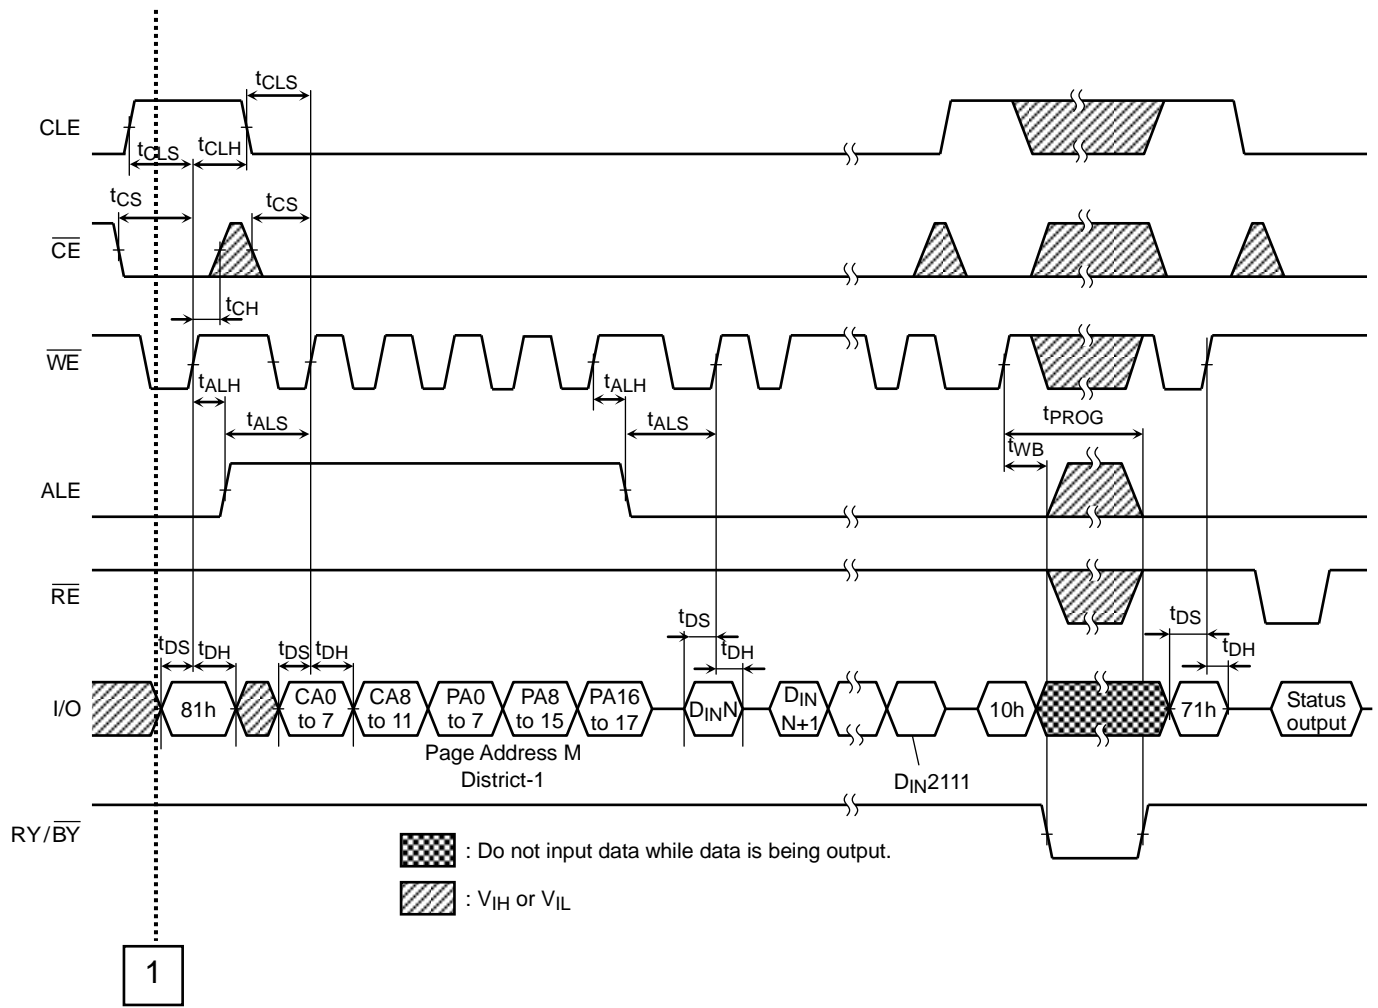 tCLS
CLE
tCLS
tCLH
tCS
tCS
CE
tCH
WE
tALH
tALH
tALS
tALS
tPROG
tWB
ALE
RE
tDS
tDH
tDS
tDH
tDS
tDH
tDS
tDH
I/O
81h
CA0
to 7
CA8
to 11
PA0
to 7
PA8
to 15
PA16
to 17
DINN
DIN
N+1
10h
71h
Status
output
Page Address M
District-1
DIN2111
RY/BY
: Do not input data while data is being output.
: VIH or VIL
1